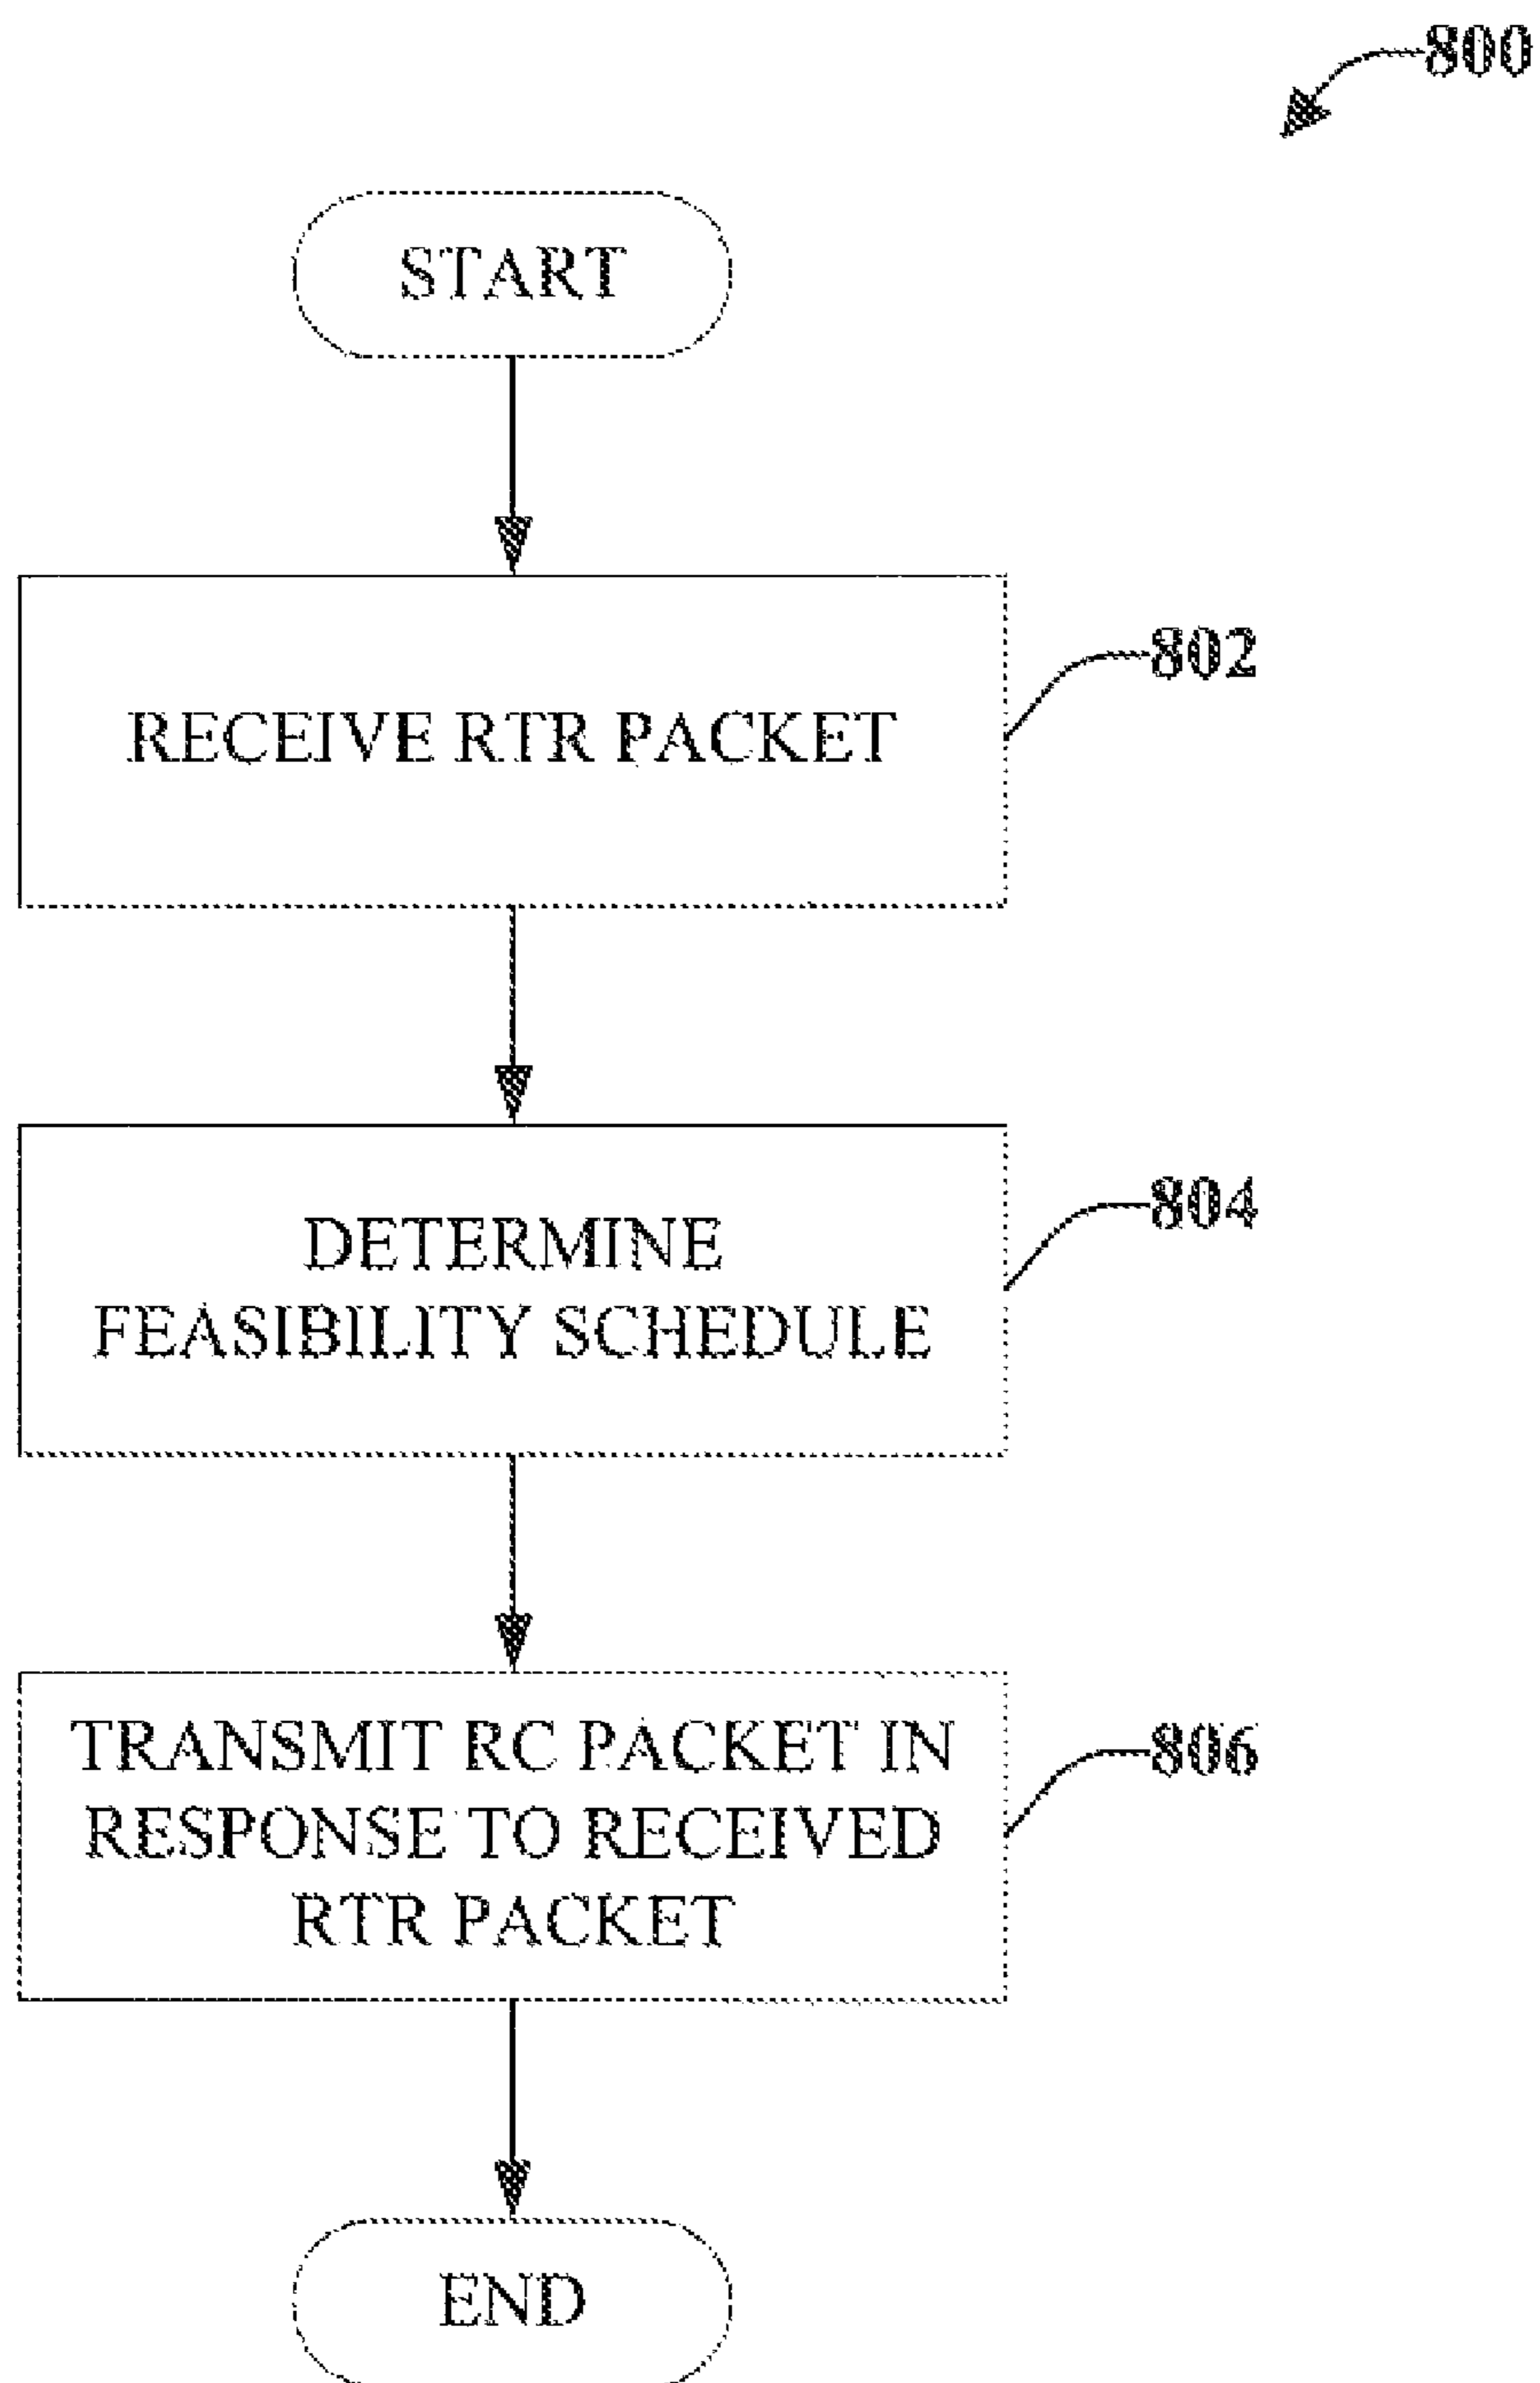 800
START
RECEIVE RTR PACKET
802
DETERMINE
FEASIBILITY SCHEDULE
804
TRANSMIT RC PACKET IN
RESPONSE TO RECEIVED
RTR PACKET
806
END